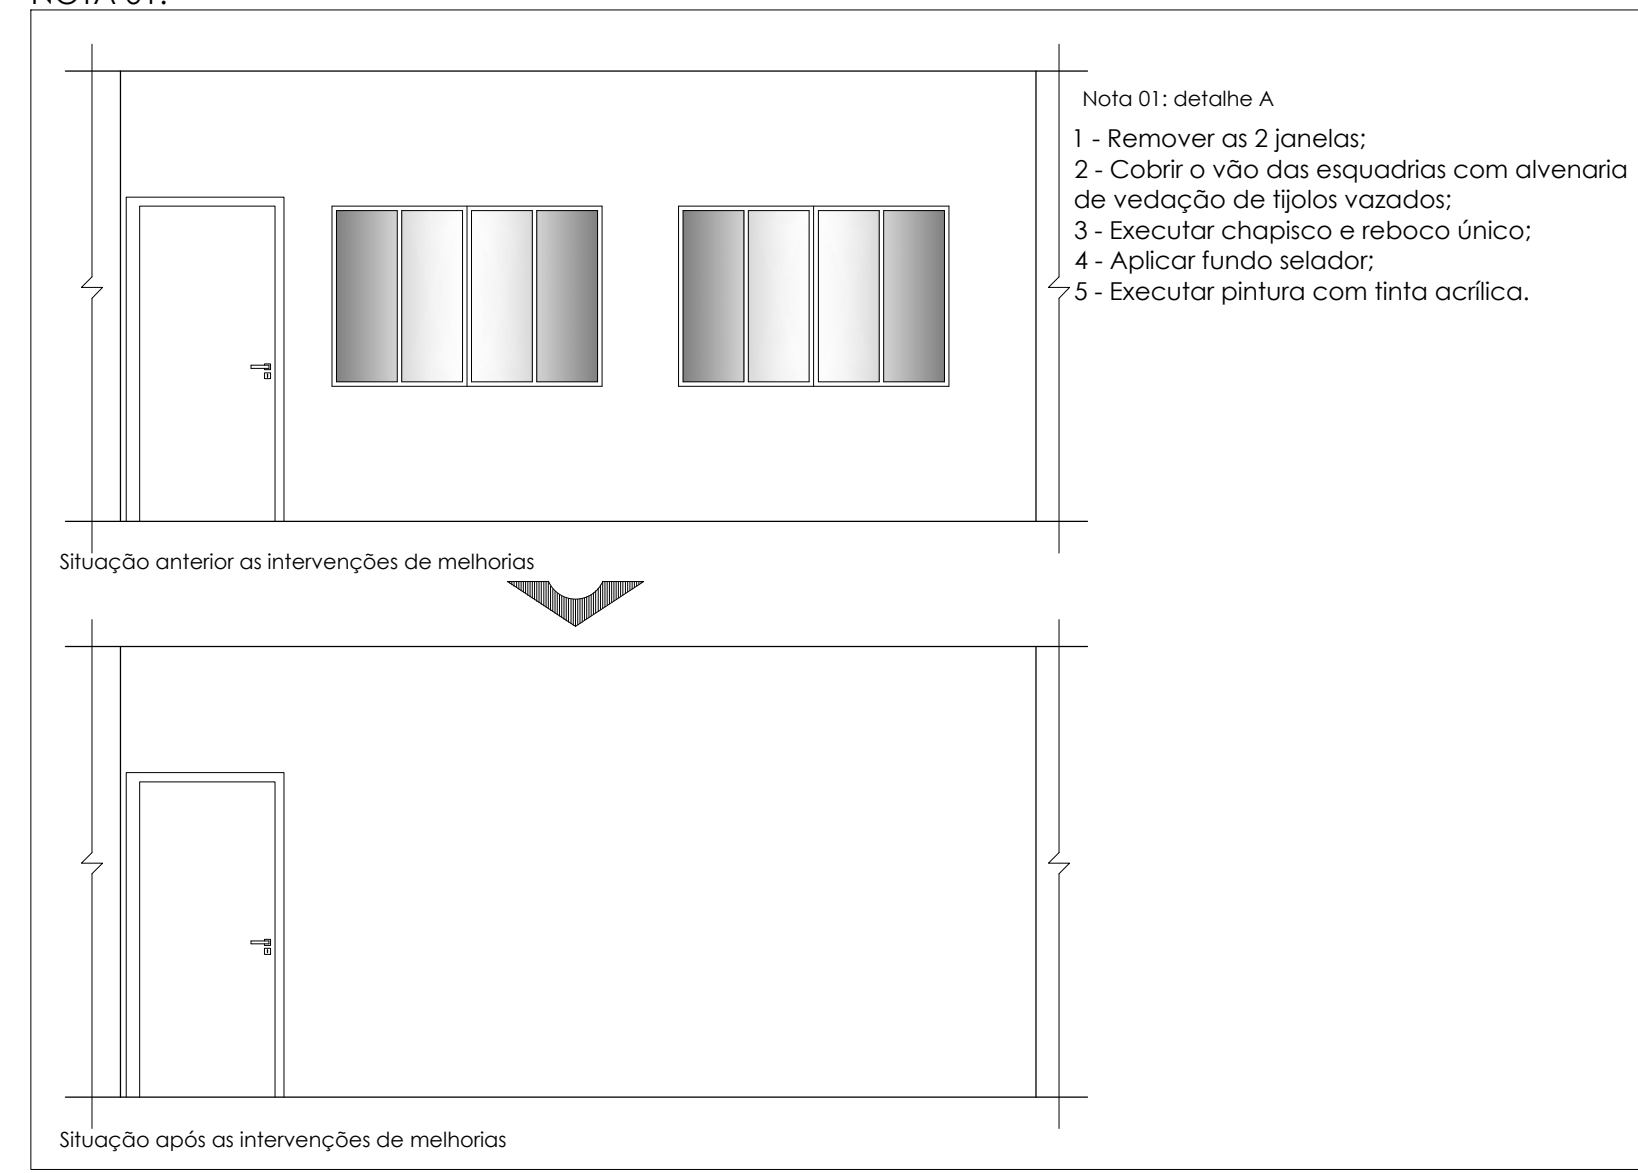 NOTA 01:
Nota 01: detalhe A
1 - Remover as 2 janelas;
2 - Cobrir o vão das esquadrias com alvenaria
de vedação de tijolos vazados;
3 - Executar chapisco e reboco único;
4 - Aplicar fundo selador;
5 - Executar pintura com tinta acrílica.
Situação anterior as intervenções de melhorias
Situação após as intervenções de melhorias